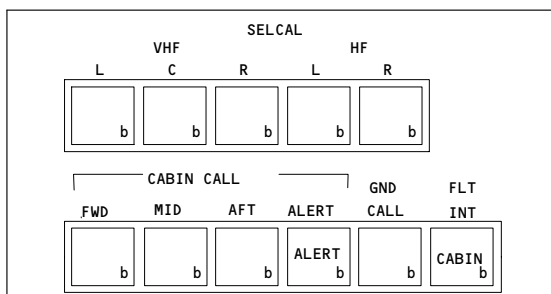 SELCAL
VHF HF
L C R L R
b b b b b
CABIN CALL
GND FLT
FWD MID AFT ALERT CALL INT
ALERT CABIN
b b b b b b